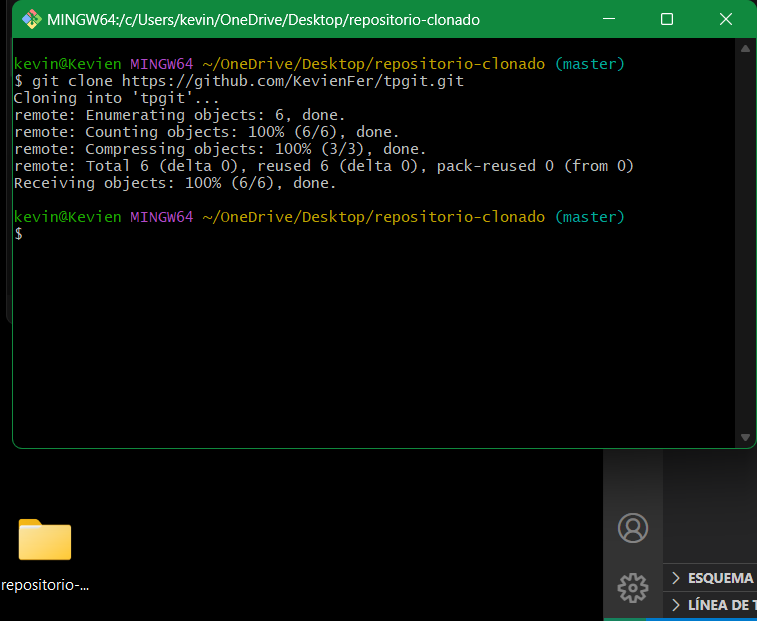 MINGW64:/c/Users/kevin/OneDrive/Desktop/repositorio-clonado
kevin@Kevien MINGW64 ~/OneDrive/Desktop/repositorio-clonado (master)
$ git clone https://github.com/KevienFer/tpgit.git
Cloning into 'tpgit'...
remote: Enumerating objects: 6, done.
remote: Counting objects: 100% (6/6), done.
remote: Compressing objects: 100% (3/3), done.
remote: Total 6 (delta 0), reused 6 (delta 0), pack-reused 0 (from 0)
Receiving objects: 100% (6/6), done.
kevin@Kevien MINGW64 ~/OneDrive/Desktop/repositorio-clonado (master)
$
repositorio-...
ESQUEMA
LÍNEA DE T